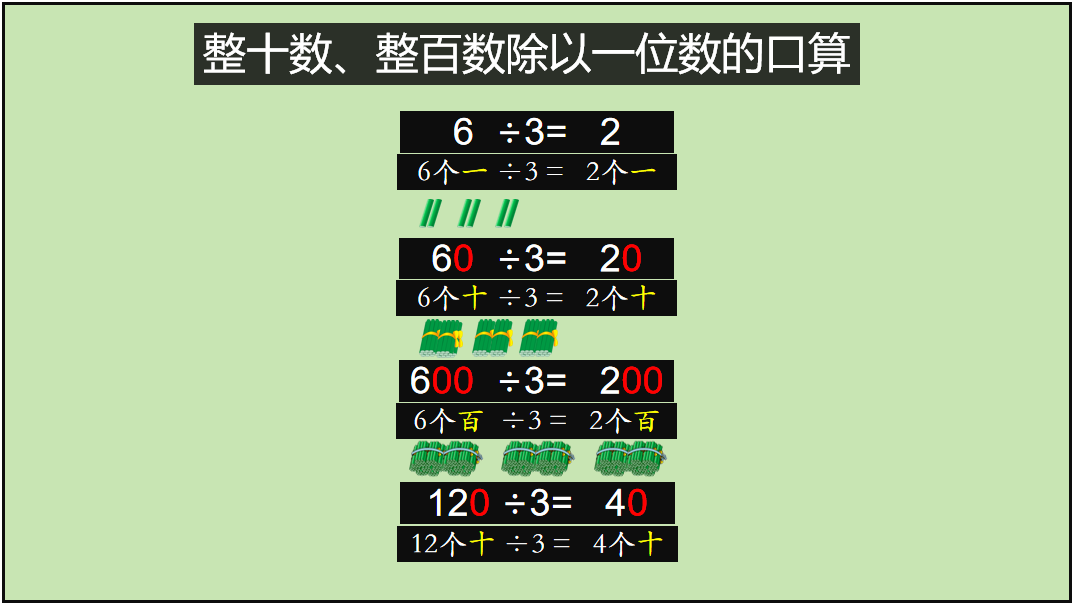 整十数、整百数除以一位数的口算
6 ÷3= 2
6个一 ÷3 = 2个一
60 ÷3= 20
6个十 ÷3 = 2个十
600 ÷3= 200
6个百 ÷3 = 2个百
120 ÷3= 40
12个十 ÷3 = 4个十